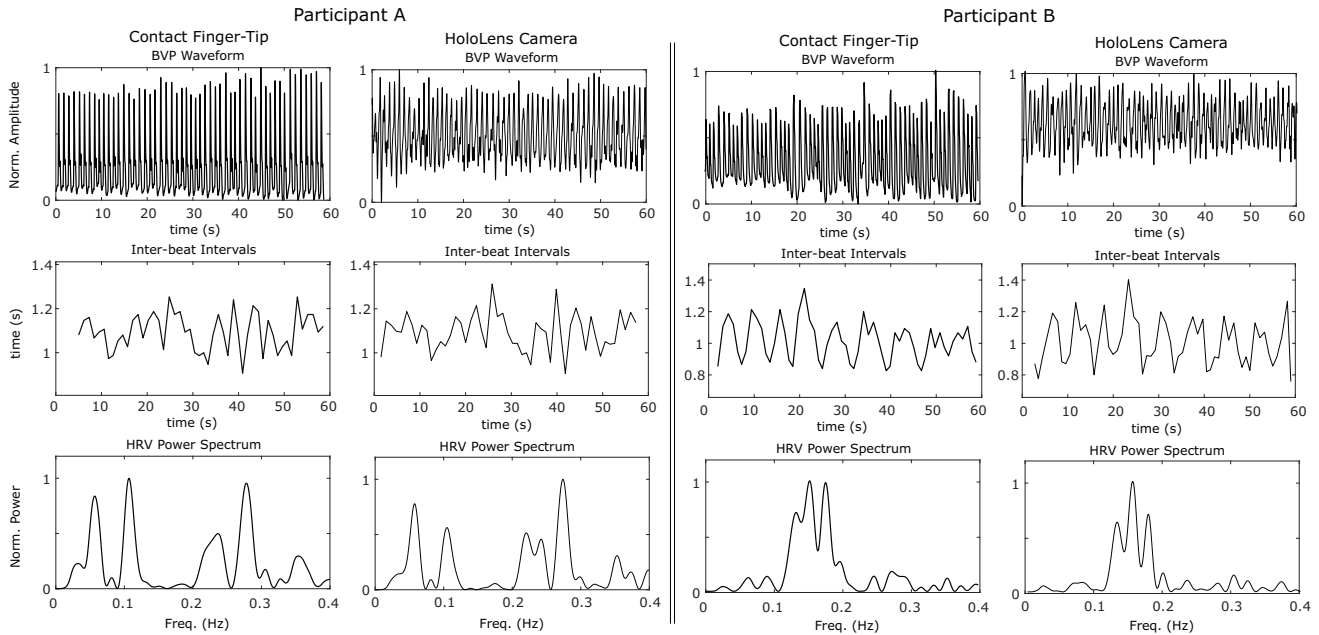 Participant A
Participant B
Contact Finger-Tip
BVP Waveform
HoloLens Camera
BVP Waveform
Contact Finger-Tip
BVP Waveform
HoloLens Camera
BVP Waveform
Norm. Amplitude
1
0
0 10 20 30 40 50 60
time (s)
1
0
0 10 20 30 40 50 60
time (s)
1
0
0 10 20 30 40 50 60
time (s)
1
0
0 10 20 30 40 50 60
time (s)
Inter-beat Intervals
time (s)
1.4
1.2
1
0 10 20 30 40 50 60
time (s)
Inter-beat Intervals
1.4
1.2
1
0 10 20 30 40 50 60
time (s)
Inter-beat Intervals
1.4
1.2
1
0.8
0 10 20 30 40 50 60
time (s)
Inter-beat Intervals
1.4
1.2
1
0.8
0 10 20 30 40 50 60
time (s)
HRV Power Spectrum
Norm. Power
1
0
0 0.1 0.2 0.3 0.4
Freq. (Hz)
HRV Power Spectrum
1
0
0 0.1 0.2 0.3 0.4
Freq. (Hz)
HRV Power Spectrum
1
0
0 0.1 0.2 0.3 0.4
Freq. (Hz)
HRV Power Spectrum
1
0
0 0.1 0.2 0.3 0.4
Freq. (Hz)